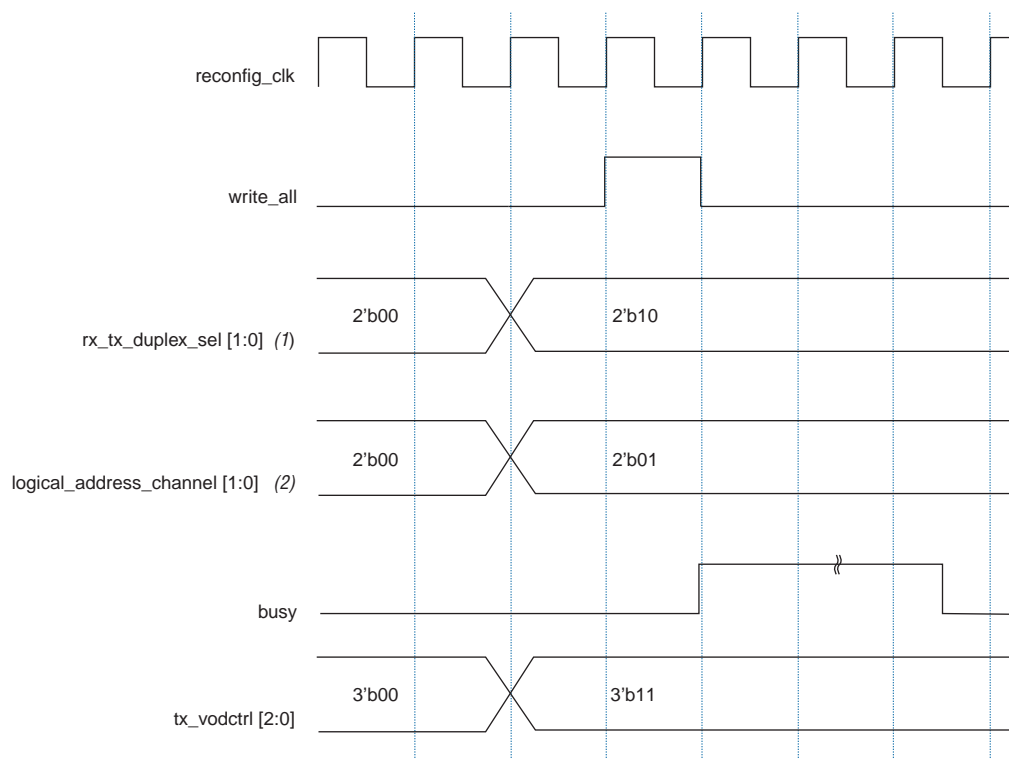 reconfig_clk
write_all
2'b00 2'b10
rx_tx_duplex_sel [1:0] (1)
2'b00 2'b01
logical_address_channel [1:0] (2)
busy
3'b00 3'b11
tx_vodctrl [2:0]